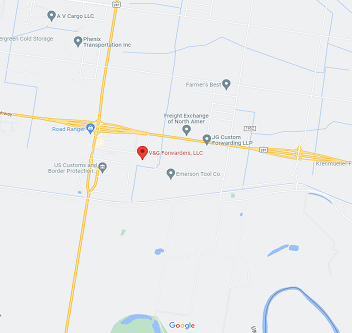 A V Cargo LLC
Phenix
Transportation Inc
ergreen Cold Storage
Farmer's Best
Freight Exchange
of North Amer
Road Ranger
JG Custom
Forwarding LLP
V&G Forwarders, LLC
US Customs and
Border Protection
Emerson Tool Co
Google